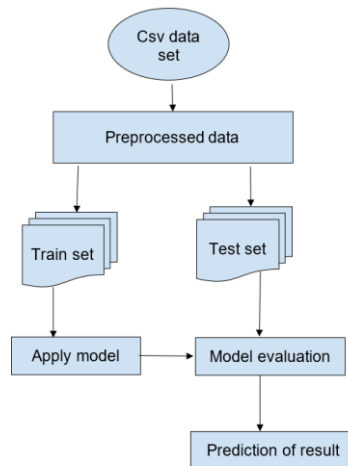 Csv data
set
Preprocessed data
Train set
Test set
Apply model
Model evaluation
Prediction of result